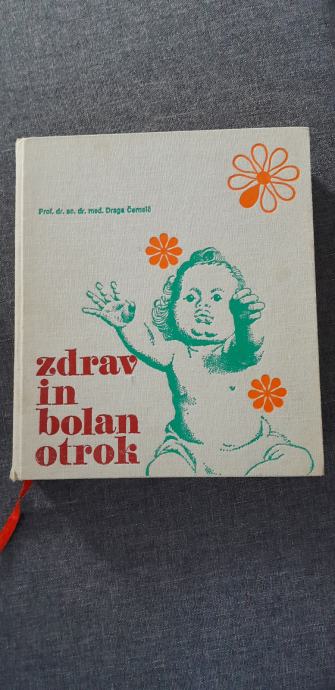 Prof. dr. sc. dr. med. Draga Černelč
zdrav
in
bolan
otrok